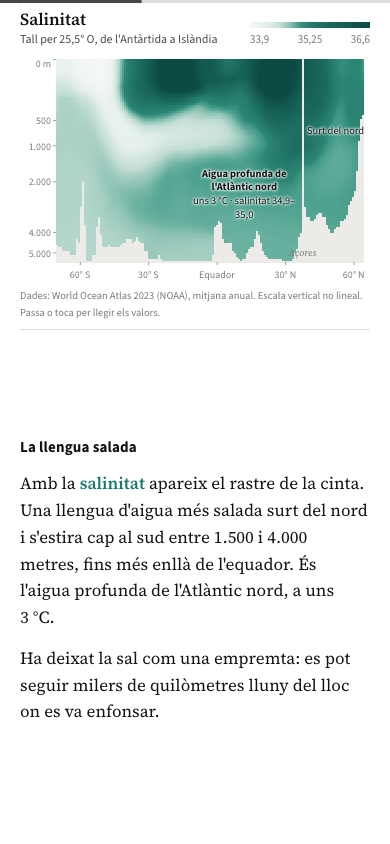 Salinitat
Tall per 25,5° O, de l'Antàrtida a Islàndia
33,9 35,25 36,6
0 m
500
1.000
2.000
4.000
5.000
Surt del nord
Aigua profunda de
l'Atlàntic nord
uns 3 °C · salinitat 34,9–
35,0
Açores
60° S 30° S Equador 30° N 60° N
Dades: World Ocean Atlas 2023 (NOAA), mitjana anual. Escala vertical no lineal.
Passa o toca per llegir els valors.
La llengua salada
Amb la salinitat apareix el rastre de la cinta.
Una llengua d'aigua més salada surt del nord
i s'estira cap al sud entre 1.500 i 4.000
metres, fins més enllà de l'equador. És
l'aigua profunda de l'Atlàntic nord, a uns
3 °C.
Ha deixat la sal com una empremta: es pot
seguir milers de quilòmetres lluny del lloc
on es va enfonsar.